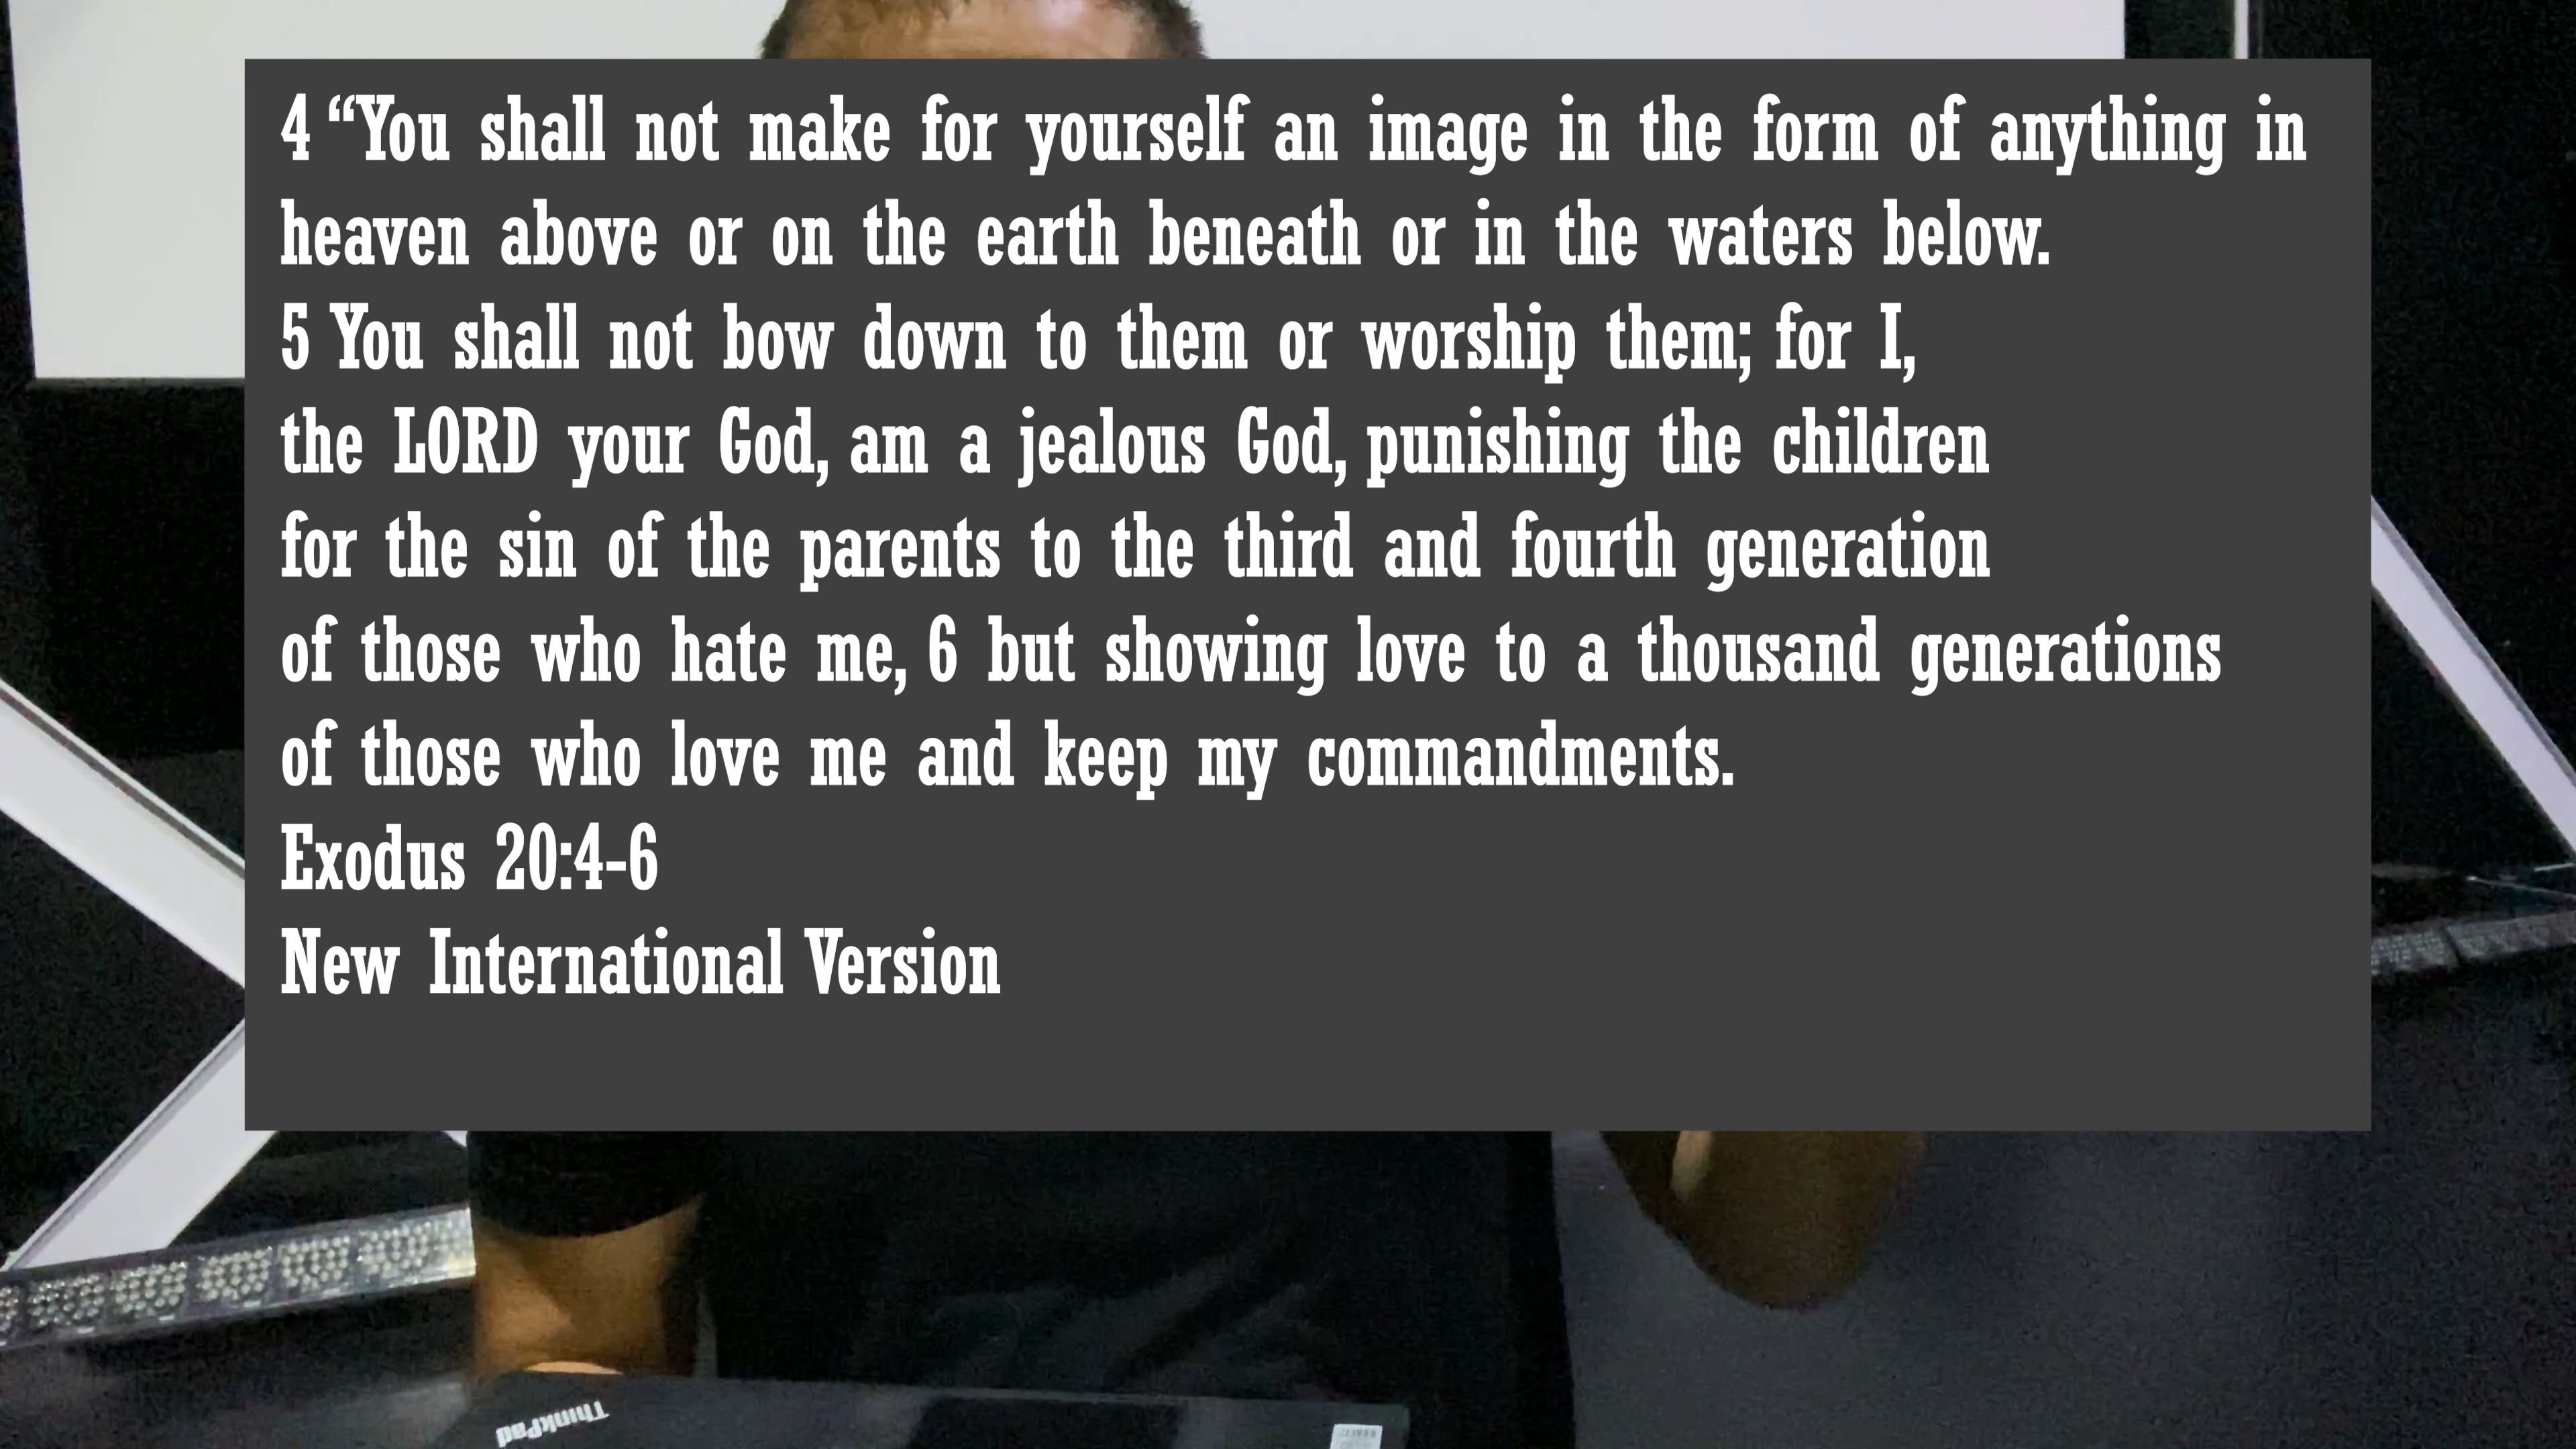 4 “You shall not make for yourself an image in the form of anything in
heaven above or on the earth beneath or in the waters below.
5 You shall not bow down to them or worship them; for I,
the LORD your God, am a jealous God, punishing the children
for the sin of the parents to the third and fourth generation
of those who hate me, 6 but showing love to a thousand generations
of those who love me and keep my commandments.
Exodus 20:4-6
New International Version
ThinkPad